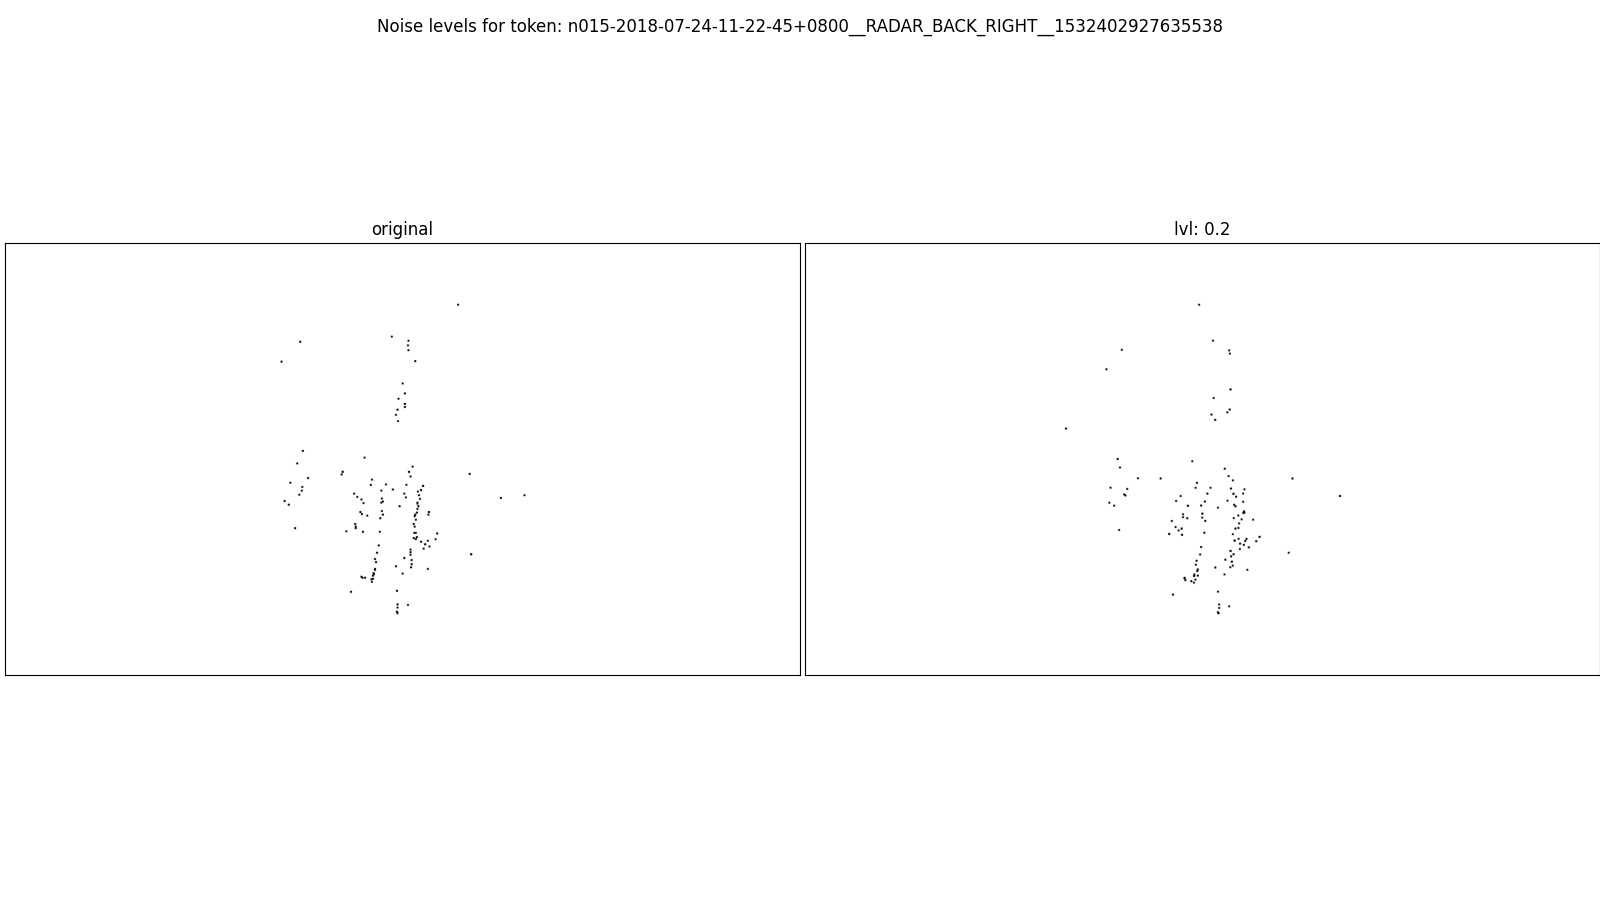 Noise levels for token: n015-2018-07-24-11-22-45+0800__RADAR_BACK_RIGHT__1532402927635538
original
lvl: 0.2